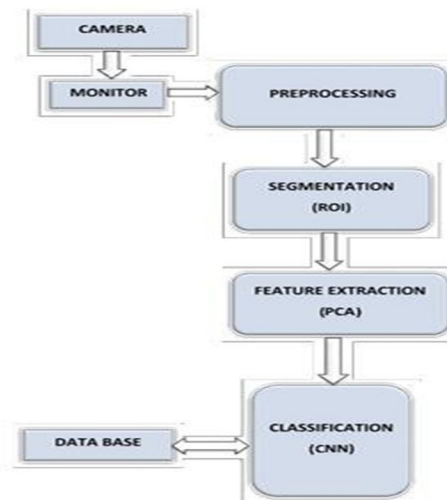 CAMERA
MONITOR
PREPROCESSING
SEGMENTATION
(ROI)
FEATURE EXTRACTION
(PCA)
CLASSIFICATION
(CNN)
DATA BASE